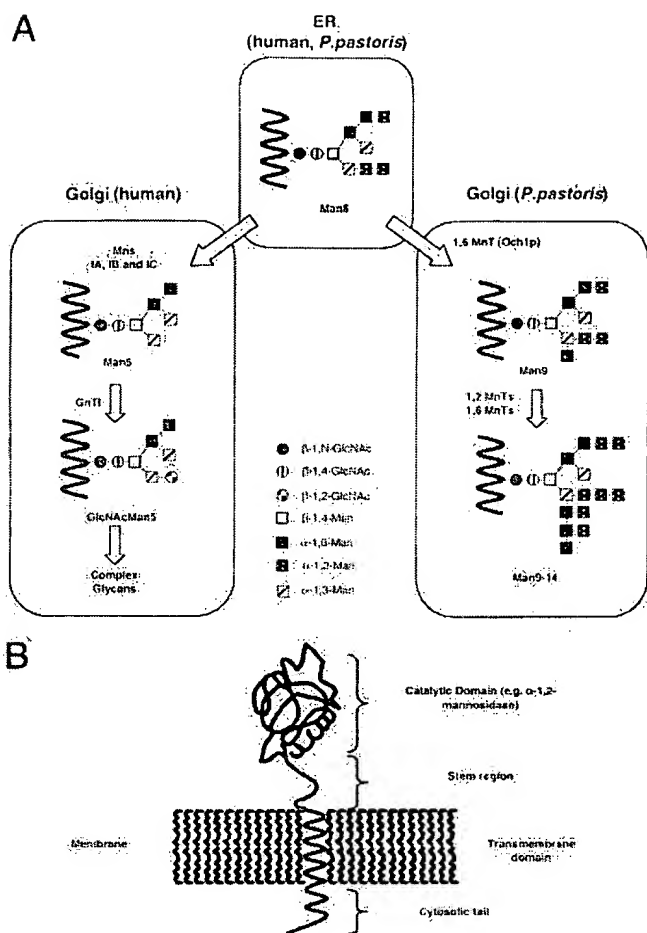 A
ER
(human, P.pastoris)
Man8
Golgi (human)
Golgi (P.pastoris)
Mns
IA, IB and IC
Man5
GnTI
GlcNAcMan5
Complex
Glycans
1,6 MnT (Och1p)
Man9
1,2 MnTs
1,6 MnTs
Man9-14
β-1,N-GlcNAc
β-1,4-GlcNAc
β-1,2-GlcNAc
β-1,4-Man
α-1,6-Man
α-1,2-Man
α-1,3-Man
B
Catalytic Domain (e.g. α-1,2-
mannosidase)
Stem region
Membrane
Transmembrane
domain
Cytosolic tail